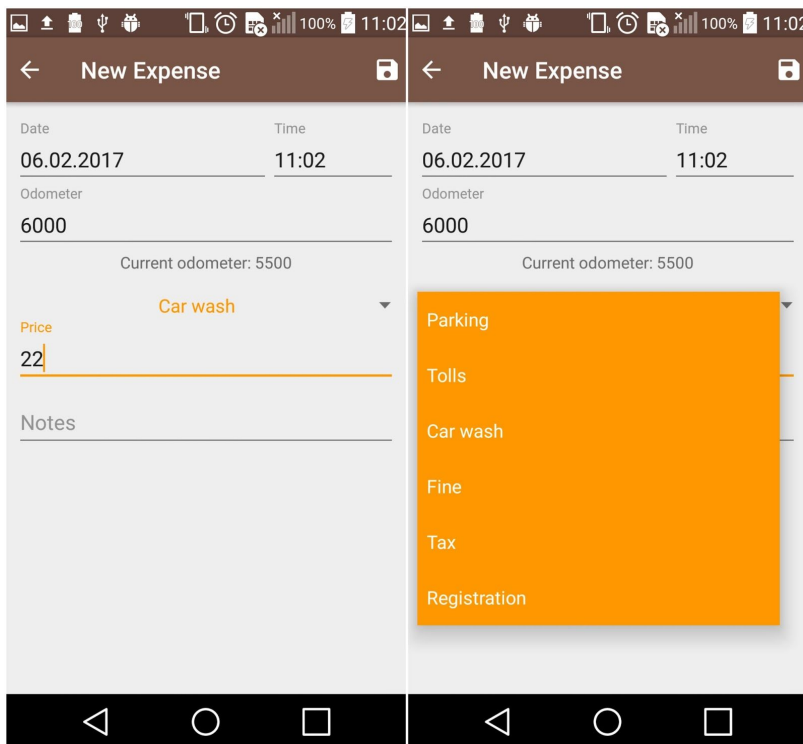 100% 11:02
New Expense
Date Time
06.02.2017 11:02
Odometer
6000
Current odometer: 5500
Car wash
Price
22
Notes
100% 11:02
New Expense
Date Time
06.02.2017 11:02
Odometer
6000
Current odometer: 5500
Parking
Tolls
Car wash
Fine
Tax
Registration